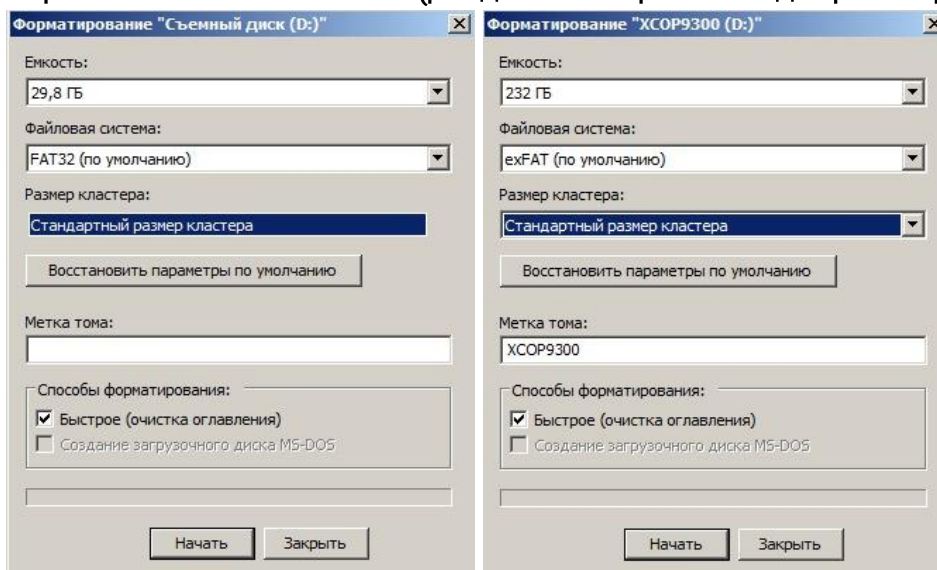 Форматирование "Съемный диск (D:)"
Емкость:
29,8 ГБ
Файловая система:
FAT32 (по умолчанию)
Размер кластера:
Стандартный размер кластера
Восстановить параметры по умолчанию
Метка тома:
Способы форматирования:
Быстрое (очистка оглавления)
Создание загрузочного диска MS-DOS
Начать
Закрыть
Форматирование "XCOP9300 (D:)"
Емкость:
232 ГБ
Файловая система:
exFAT (по умолчанию)
Размер кластера:
Стандартный размер кластера
Восстановить параметры по умолчанию
Метка тома:
XCOP9300
Способы форматирования:
Быстрое (очистка оглавления)
Создание загрузочного диска MS-DOS
Начать
Закрыть